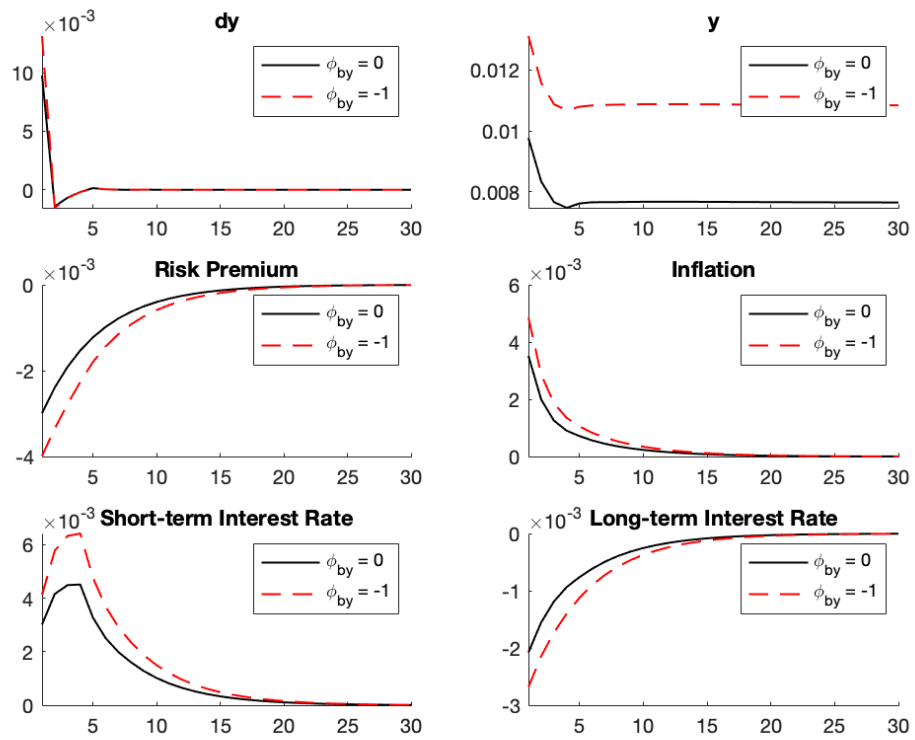 dy
×10⁻³
10
5
0
5 10 15 20 25 30
ϕby = 0
ϕby = -1
y
0.012
0.01
0.008
5 10 15 20 25 30
ϕby = 0
ϕby = -1
Risk Premium
×10⁻³
0
-2
-4
5 10 15 20 25 30
ϕby = 0
ϕby = -1
Inflation
×10⁻³
6
4
2
0
5 10 15 20 25 30
ϕby = 0
ϕby = -1
Short-term Interest Rate
×10⁻³
6
4
2
0
5 10 15 20 25 30
ϕby = 0
ϕby = -1
Long-term Interest Rate
×10⁻³
0
-1
-2
-3
5 10 15 20 25 30
ϕby = 0
ϕby = -1